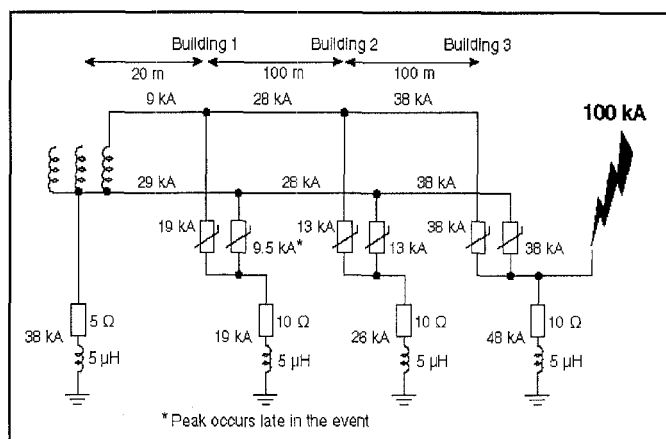 Building 1 Building 2 Building 3
20 m 100 m 100 m
9 kA 28 kA 38 kA
100 kA
29 kA 28 kA 38 kA
19 kA 9.5 kA* 13 kA 13 kA 38 kA 38 kA
38 kA 5 Ω 19 kA 10 Ω 26 kA 10 Ω 48 kA 10 Ω
5 μH 5 μH 5 μH 5 μH
* Peak occurs late in the event